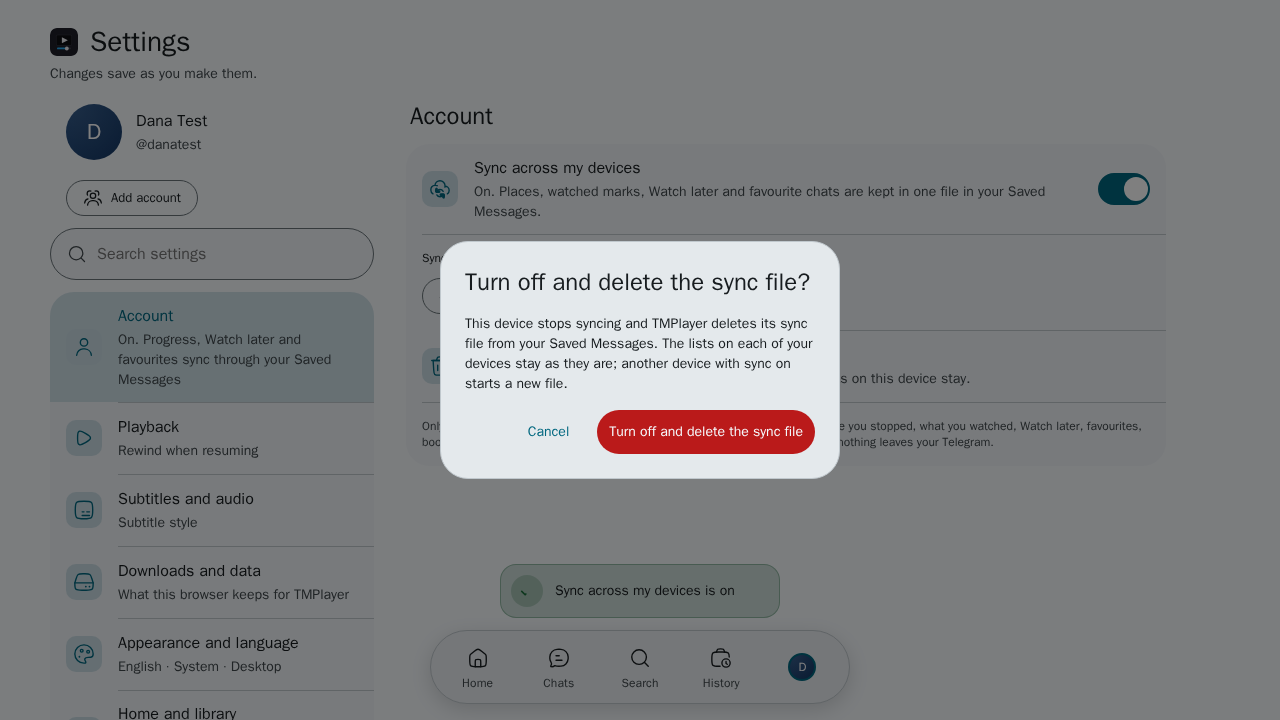 Settings
Changes save as you make them.
D
Dana Test
@danatest
Add account
Search settings
Account
On. Progress, Watch later and
favourites sync through your Saved
Messages
Playback
Rewind when resuming
Subtitles and audio
Subtitle style
Downloads and data
What this browser keeps for TMPlayer
Appearance and language
English · System · Desktop
Home and library
Account
Sync across my devices
On. Places, watched marks, Watch later and favourite chats are kept in one file in your Saved
Messages.
on this device stay.
you stopped, what you watched, Watch later, favourites,
nothing leaves your Telegram.
Turn off and delete the sync file?
This device stops syncing and TMPlayer deletes its sync
file from your Saved Messages. The lists on each of your
devices stay as they are; another device with sync on
starts a new file.
Cancel
Turn off and delete the sync file
Sync across my devices is on
Home
Chats
Search
History
D